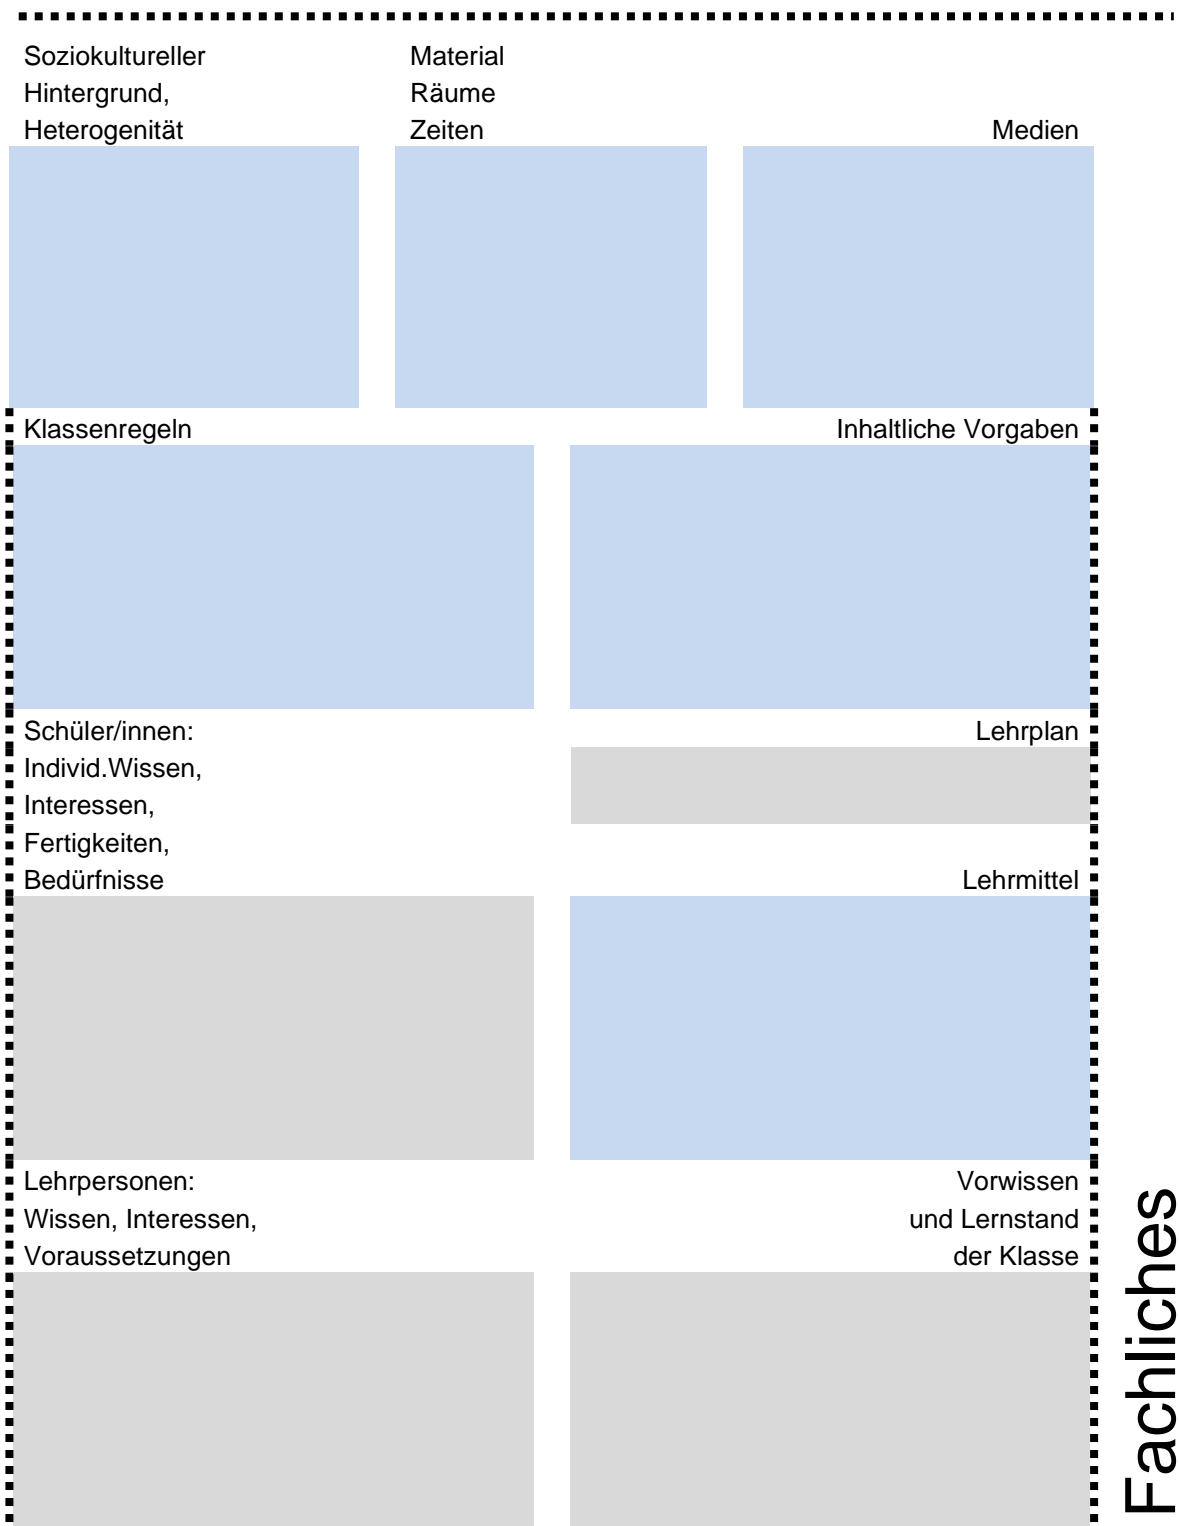 Soziokultureller
Hintergrund,
Heterogenität
Material
Räume
Zeiten
Medien
Klassenregeln
Inhaltliche Vorgaben
Schüler/innen:
Individ.Wissen,
Interessen,
Fertigkeiten,
Bedürfnisse
Lehrplan
Lehrmittel
Lehrpersonen:
Wissen, Interessen,
Voraussetzungen
Vorwissen
und Lernstand
der Klasse
Fachliches